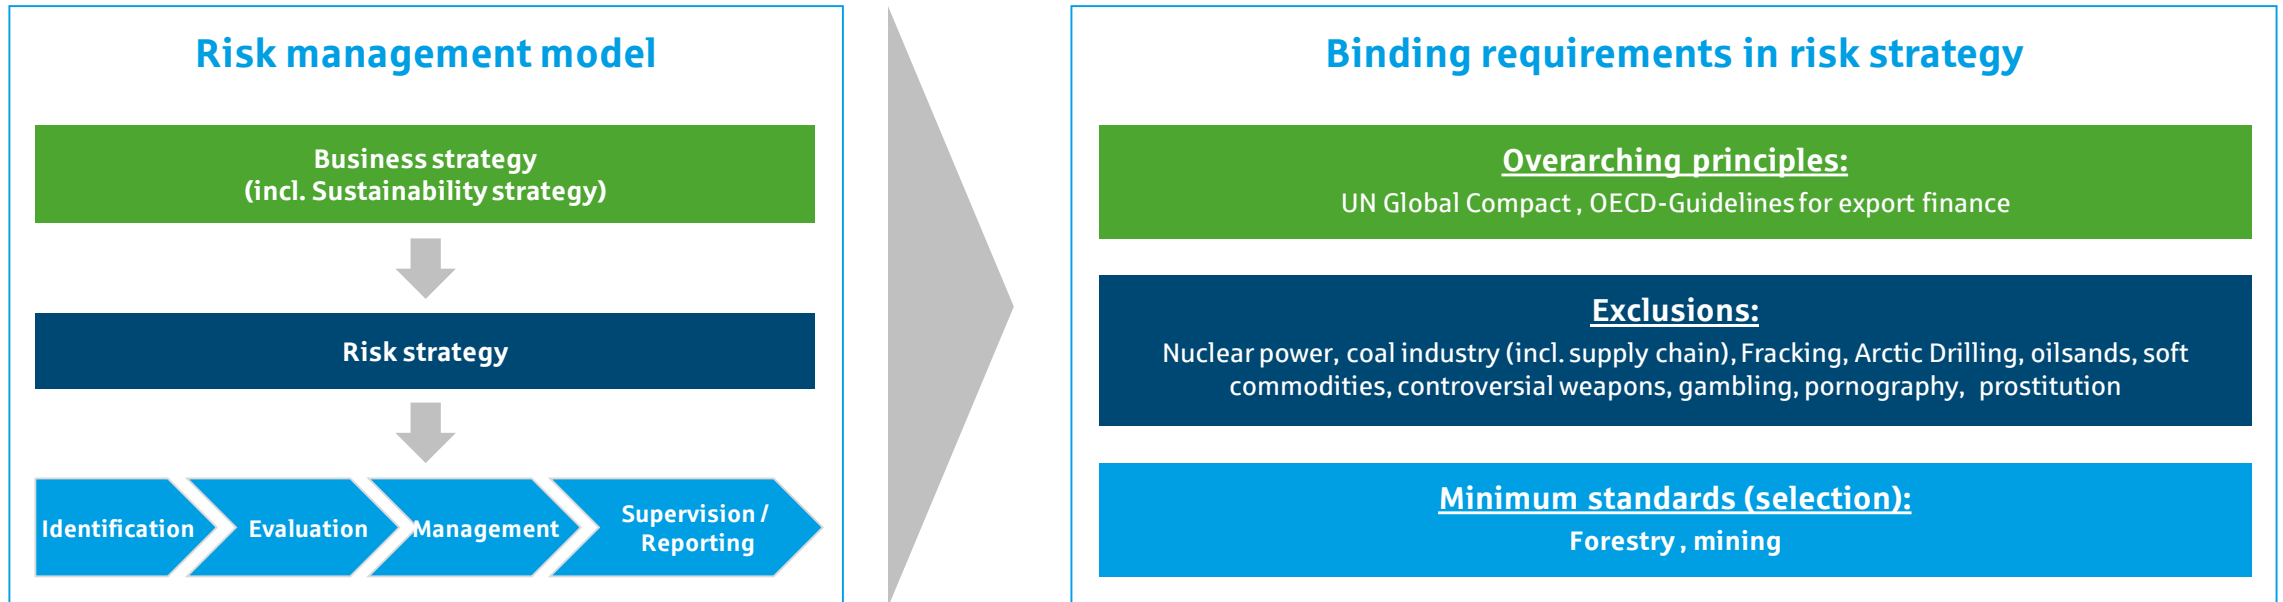 Risk management model
Business strategy
(incl. Sustainability strategy)
Risk strategy
Identification
Evaluation
Management
Supervision /
Reporting
Binding requirements in risk strategy
Overarching principles:
UN Global Compact , OECD-Guidelines for export finance
Exclusions:
Nuclear power, coal industry (incl. supply chain), Fracking, Arctic Drilling, oilsands, soft
commodities, controversial weapons, gambling, pornography, prostitution
Minimum standards (selection):
Forestry , mining